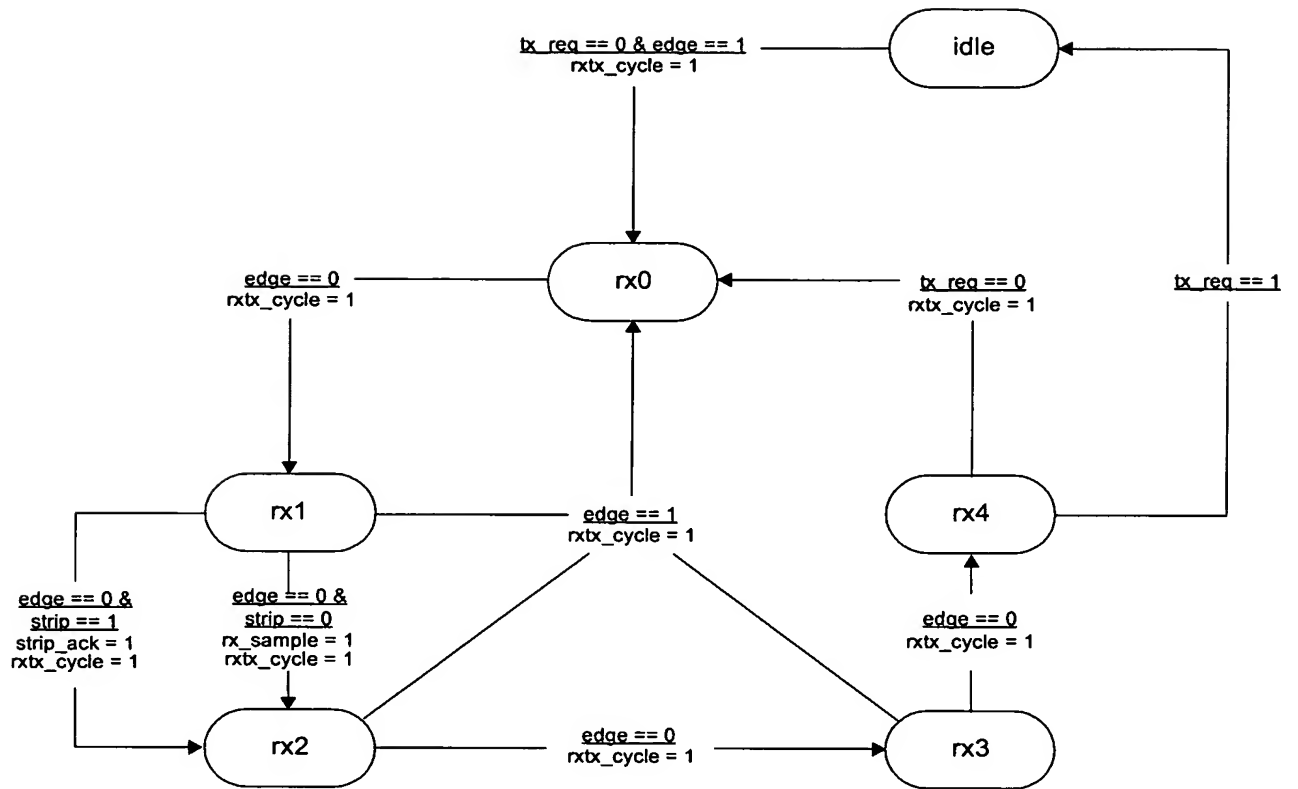 tx_req == 0 & edge == 1
rxtx_cycle = 1
idle
edge == 0
rxtx_cycle = 1
rx0
tx_req == 0
rxtx_cycle = 1
tx_req == 1
rx1
edge == 1
rxtx_cycle = 1
rx4
edge == 0 &
strip == 1
strip_ack = 1
rxtx_cycle = 1
edge == 0 &
strip == 0
rx_sample = 1
rxtx_cycle = 1
edge == 0
rxtx_cycle = 1
rx2
edge == 0
rxtx_cycle = 1
rx3